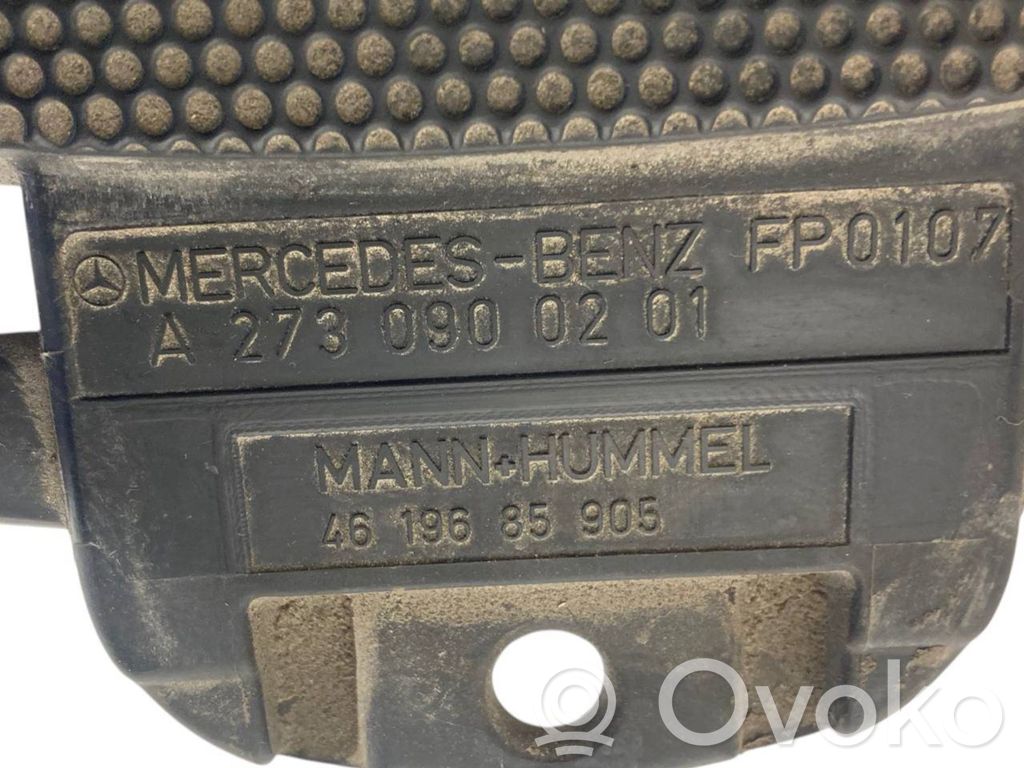 MERCEDES-BENZ FP0107
A 273 090 02 01
MANN+HUMMEL
46 196 85 905
Ovoko